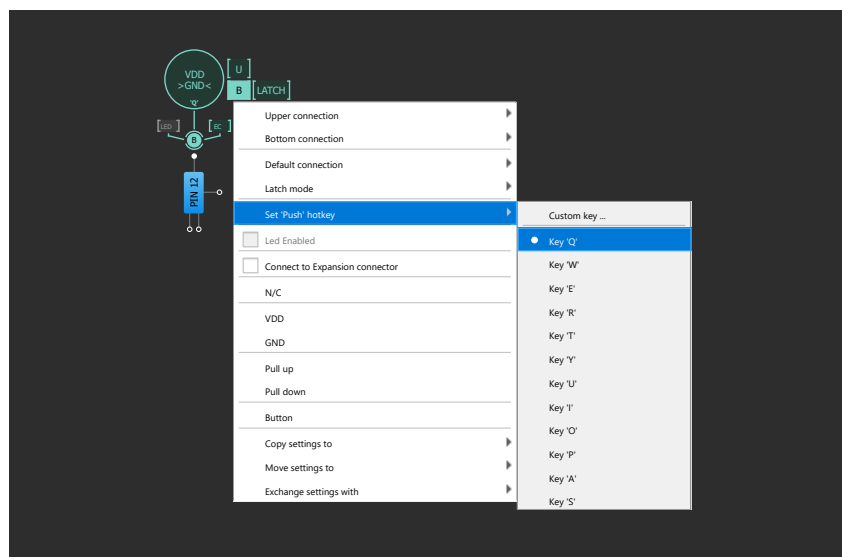 VDD
>GND<
'Q'
[ U ]
B [LATCH]
[LED]
[EC]
B
PIN 12
Upper connection
Bottom connection
Default connection
Latch mode
Set 'Push' hotkey
Led Enabled
Connect to Expansion connector
N/C
VDD
GND
Pull up
Pull down
Button
Copy settings to
Move settings to
Exchange settings with
Custom key ...
Key 'Q'
Key 'W'
Key 'E'
Key 'R'
Key 'T'
Key 'Y'
Key 'U'
Key 'I'
Key 'O'
Key 'P'
Key 'A'
Key 'S'